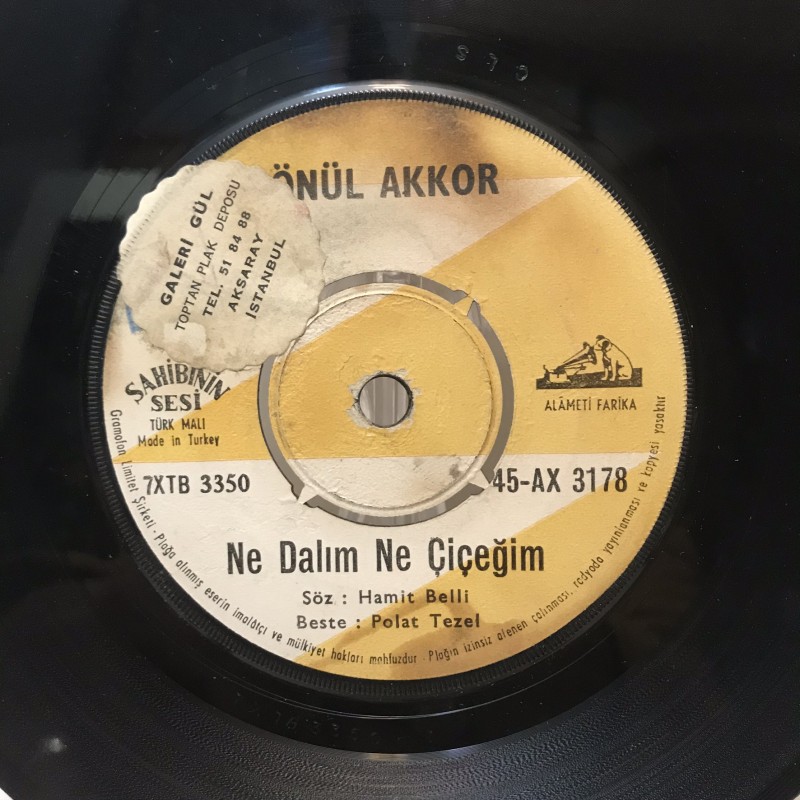 ÖNÜL AKKOR
GALERİ GÜL
TOPTAN PLAK DEPOSU
TEL. 51 84 88
AKSARAY
İSTANBUL
SAHİBİNİN
SESİ
TÜRK MALI
Made in Turkey
ALÂMETİ FARİKA
7XTB 3350
45-AX 3178
Ne Dalım Ne Çiçeğim
Söz : Hamit Belli
Beste : Polat Tezel
Gramofon Limitet Şirketi - Plağa alınmış eserin imalâtçı ve mülkiyet hakları mahfuzdur - Plağın izinsiz alenen çalınması, radyoda yayınlanması ve kopyesi yasaktır